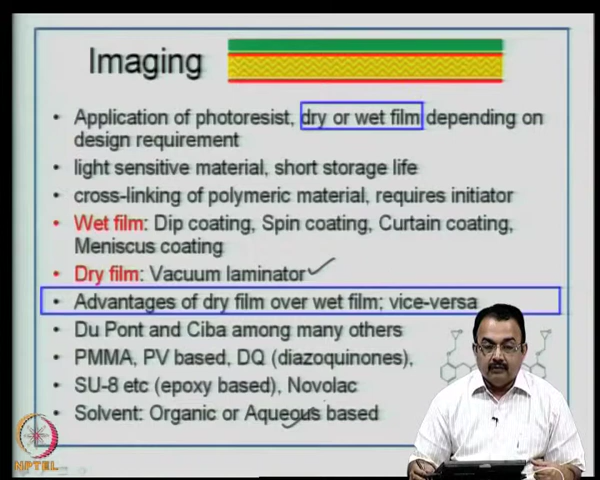 Imaging
• Application of photoresist, dry or wet film depending on
design requirement
• light sensitive material, short storage life
• cross-linking of polymeric material, requires initiator
• Wet film: Dip coating, Spin coating, Curtain coating,
Meniscus coating
• Dry film: Vacuum laminator
• Advantages of dry film over wet film; vice-versa
• Du Pont and Ciba among many others
• PMMA, PV based, DQ (diazoquinones),
• SU-8 etc (epoxy based), Novolac
• Solvent: Organic or Aqueous based
NPTEL